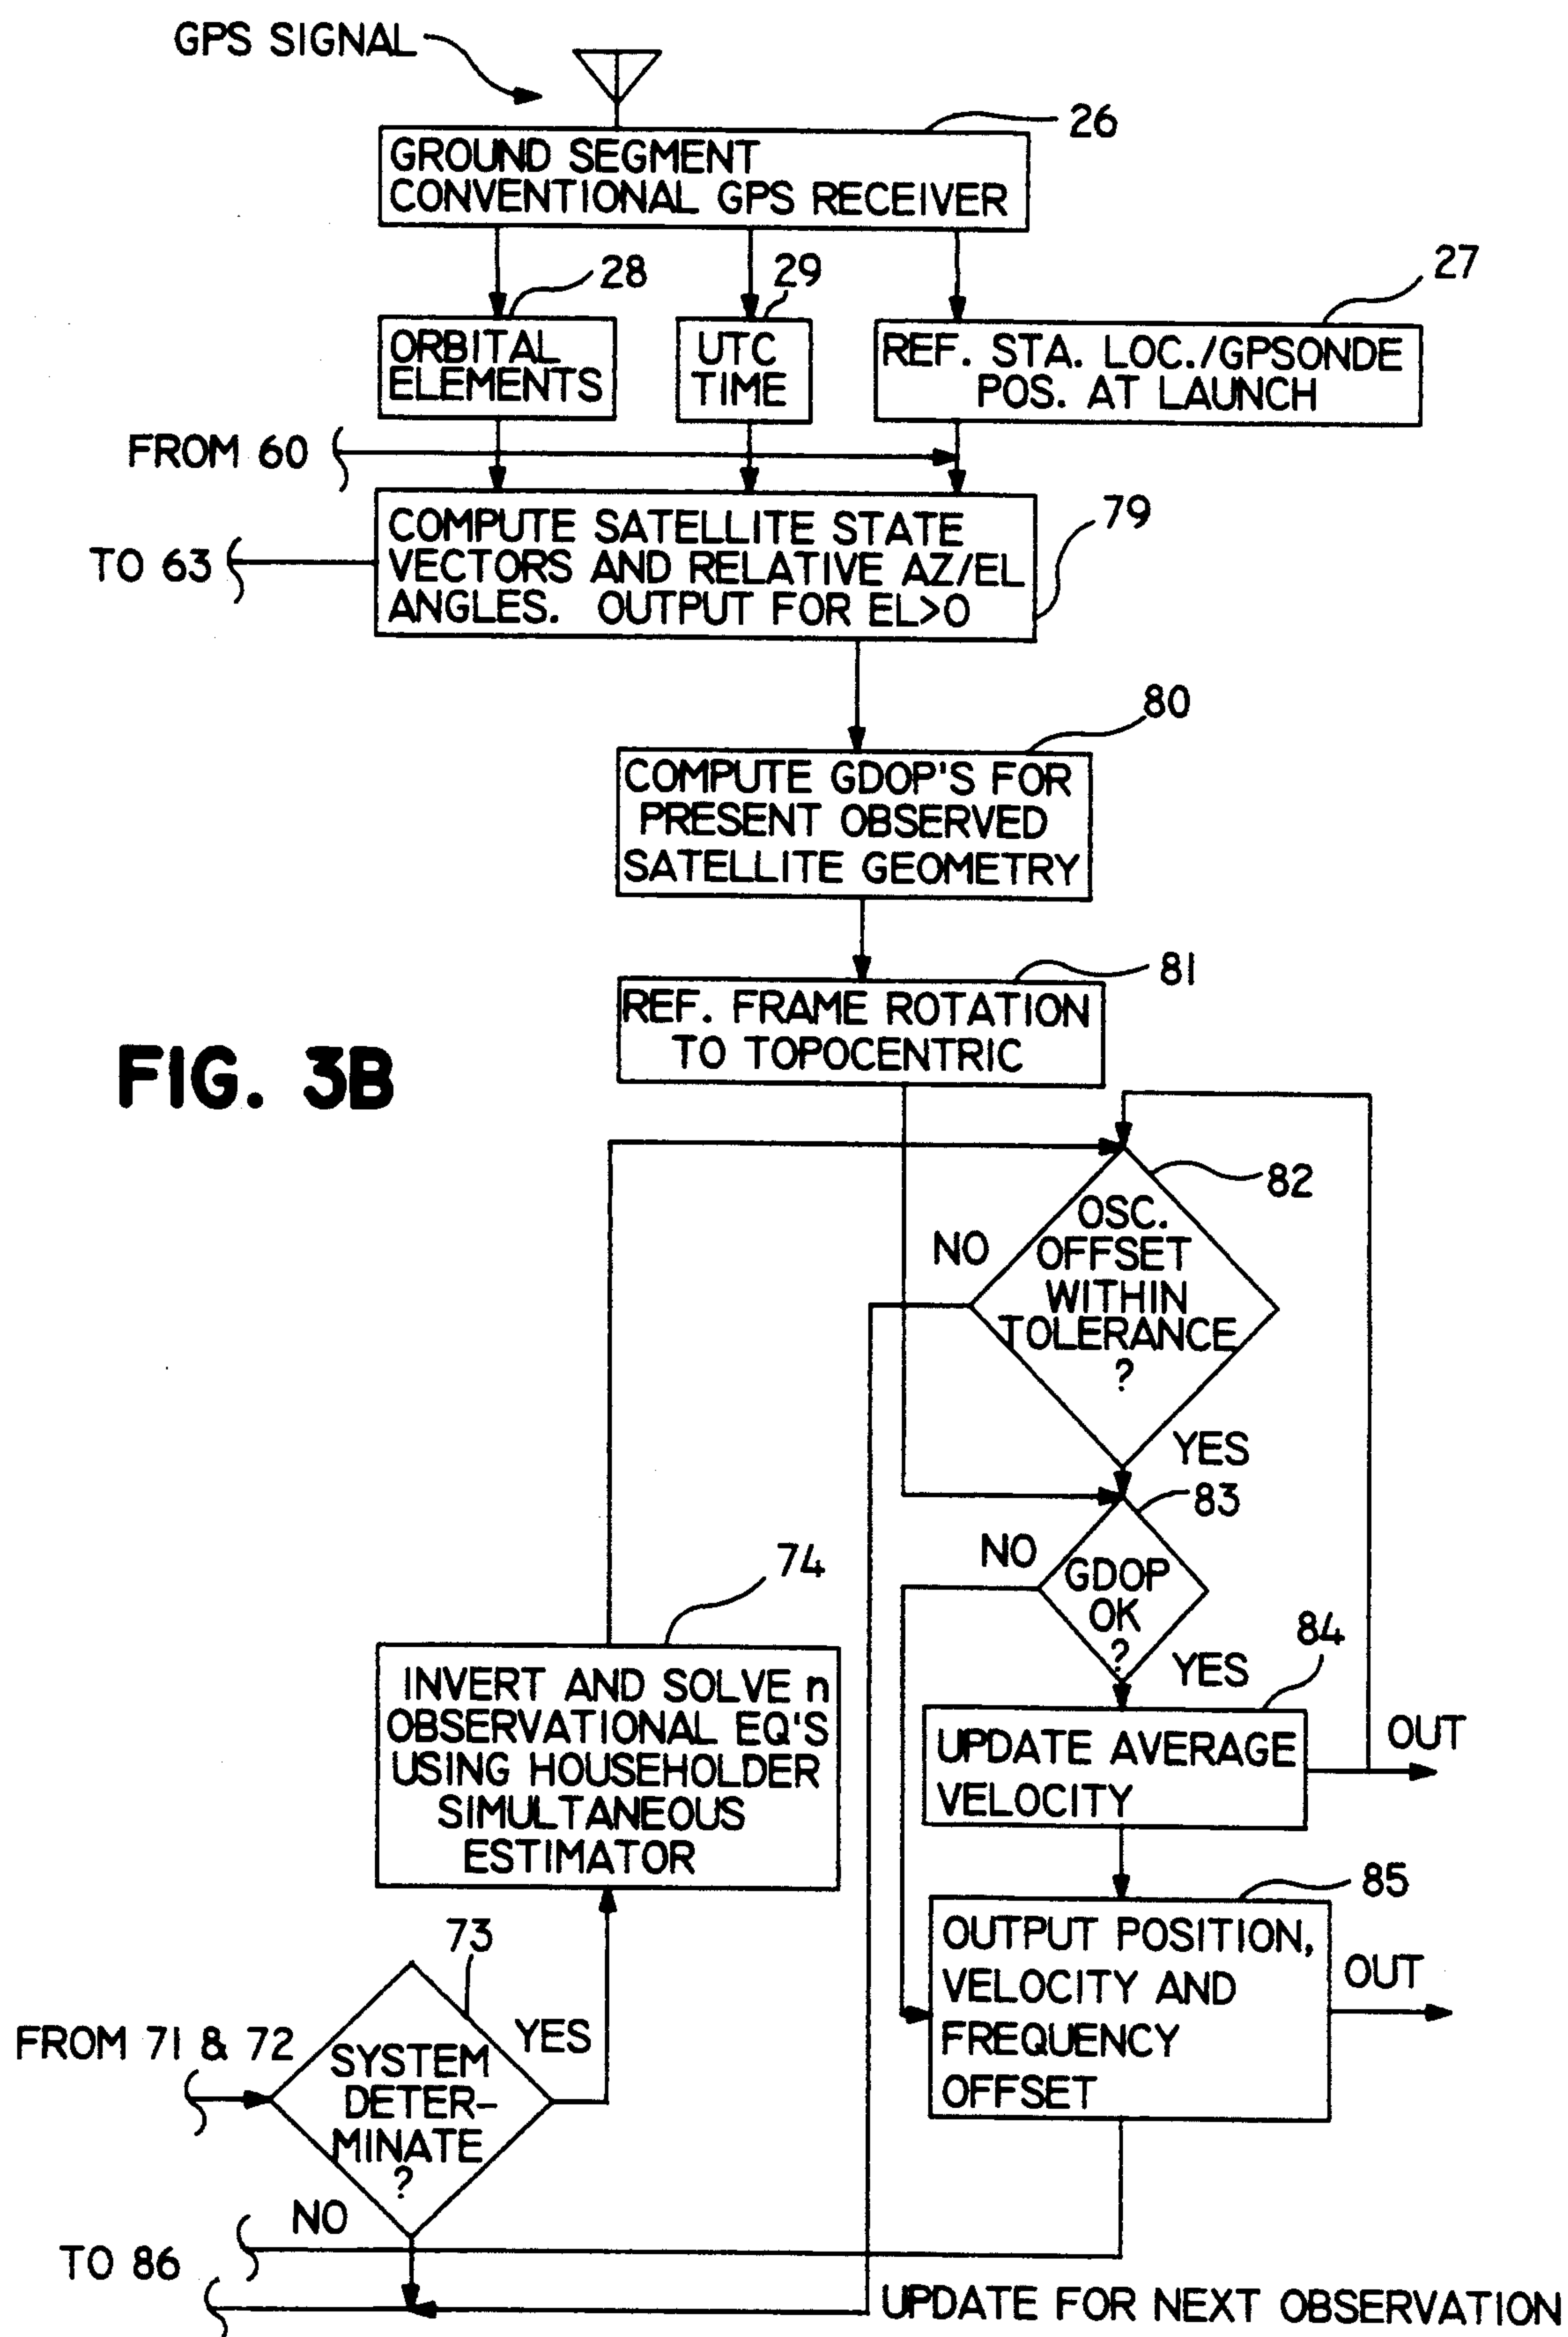 GPS SIGNAL
26
GROUND SEGMENT
CONVENTIONAL GPS RECEIVER
28
29
27
ORBITAL
ELEMENTS
UTC
TIME
REF. STA. LOC./GPSONDE
POS. AT LAUNCH
FROM 60
79
COMPUTE SATELLITE STATE
VECTORS AND RELATIVE AZ/EL
ANGLES. OUTPUT FOR EL>0
TO 63
80
COMPUTE GDOP'S FOR
PRESENT OBSERVED
SATELLITE GEOMETRY
81
REF. FRAME ROTATION
TO TOPOCENTRIC
FIG. 3B
82
OSC.
OFFSET
WITHIN
TOLERANCE
?
NO
YES
83
GDOP
OK
?
NO
YES
74
INVERT AND SOLVE n
OBSERVATIONAL EQ'S
USING HOUSEHOLDER
SIMULTANEOUS
ESTIMATOR
84
UPDATE AVERAGE
VELOCITY
OUT
85
OUTPUT POSITION,
VELOCITY AND
FREQUENCY
OFFSET
OUT
73
FROM 71 & 72
SYSTEM
DETER-
MINATE
?
YES
NO
TO 86
UPDATE FOR NEXT OBSERVATION